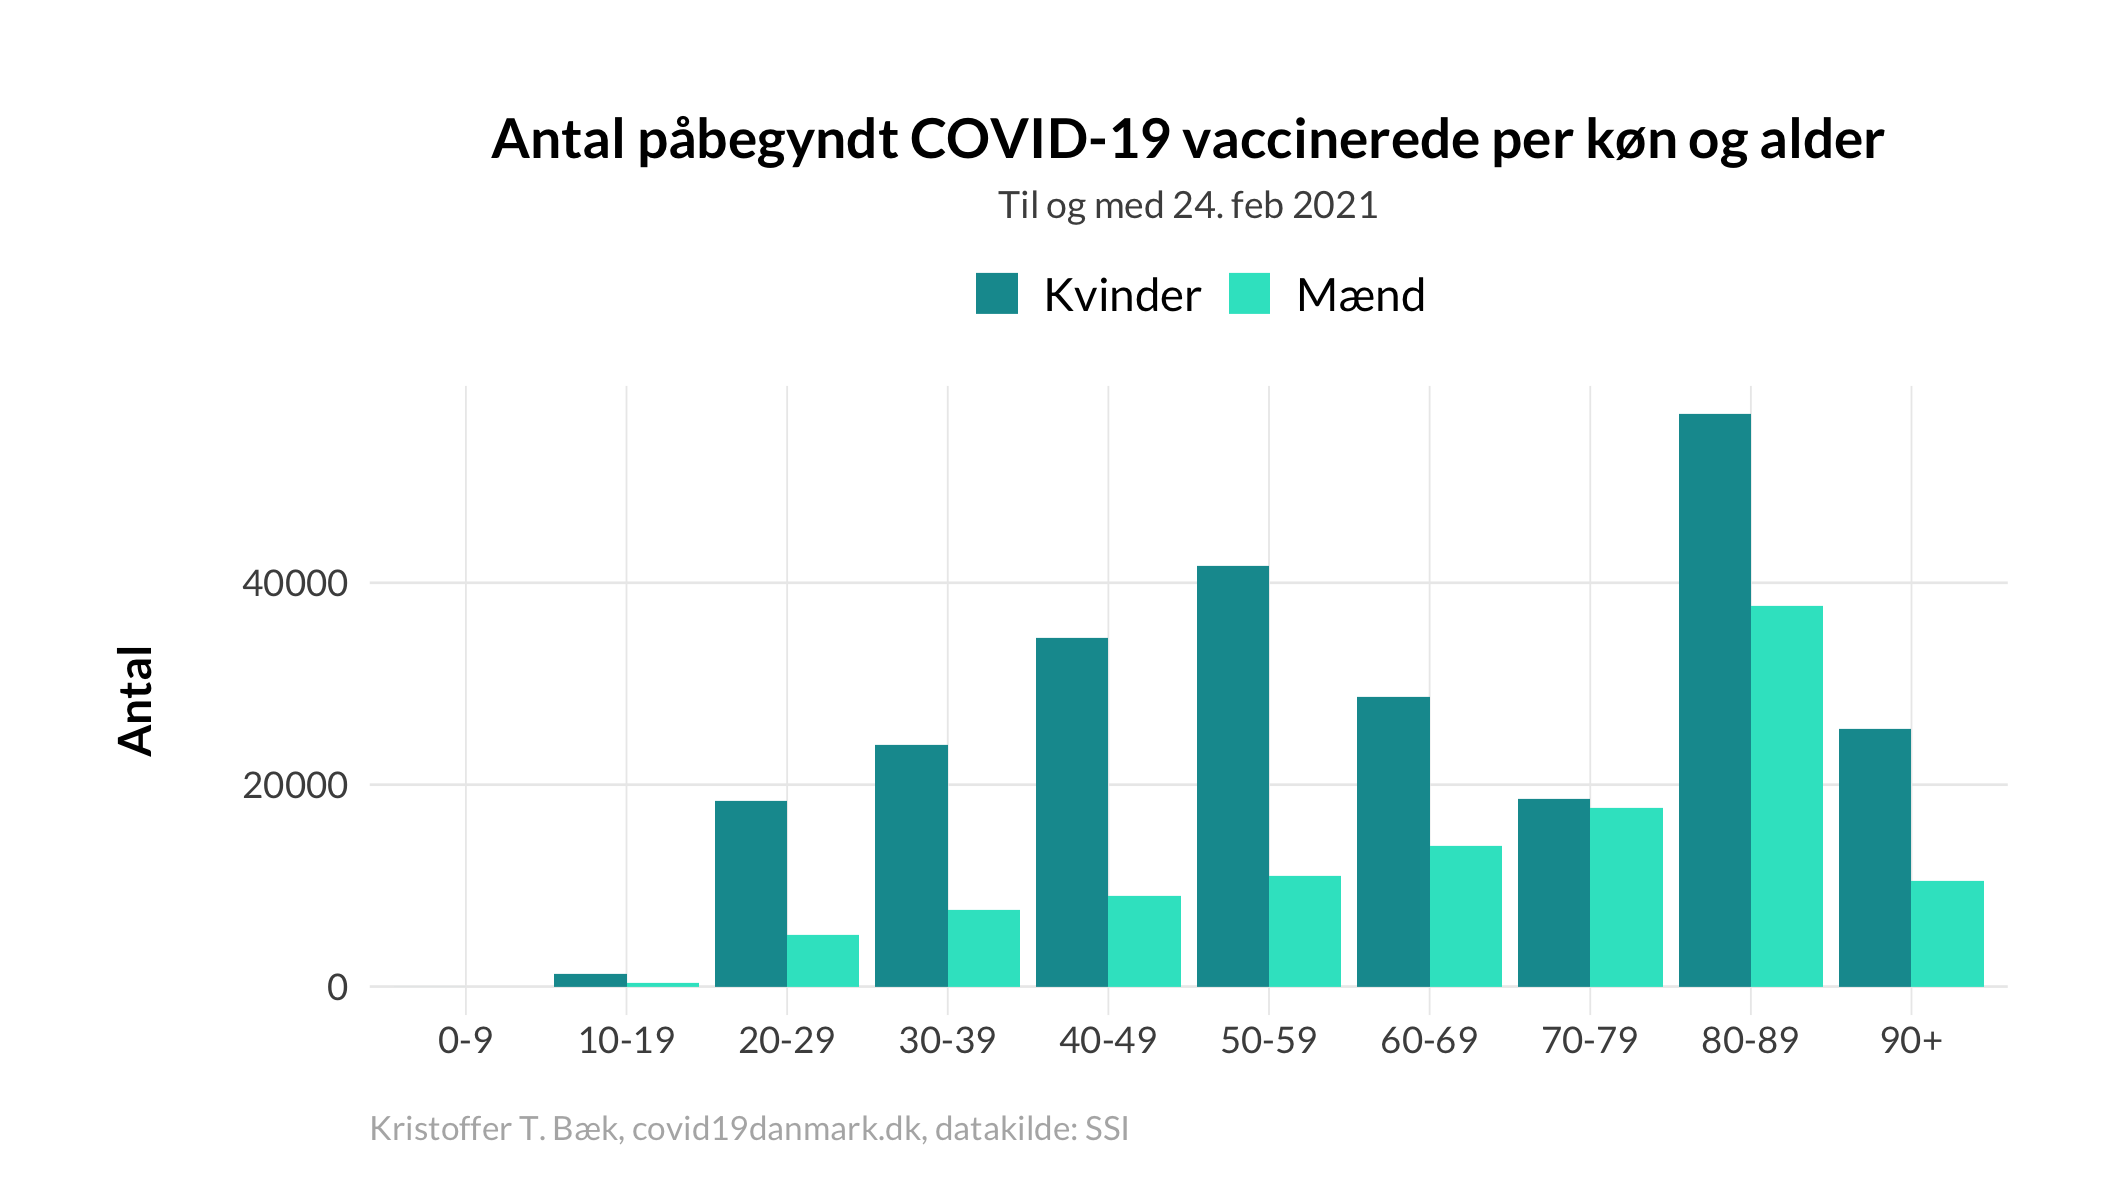 Antal påbegyndt COVID-19 vaccinerede per køn og alder
Til og med 24. feb 2021
Kvinder Mænd
Antal
40000
20000
0
0-9 10-19 20-29 30-39 40-49 50-59 60-69 70-79 80-89 90+
Kristoffer T. Bæk, covid19danmark.dk, datakilde: SSI